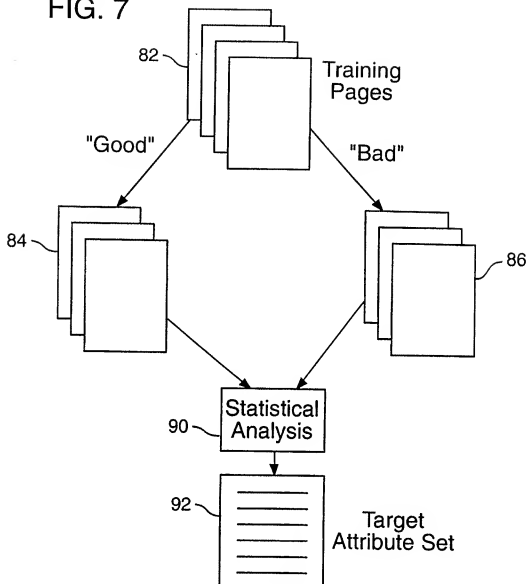 FIG. 7
82
Training
Pages
"Good"
"Bad"
84
86
Statistical
Analysis
90
92
Target
Attribute Set